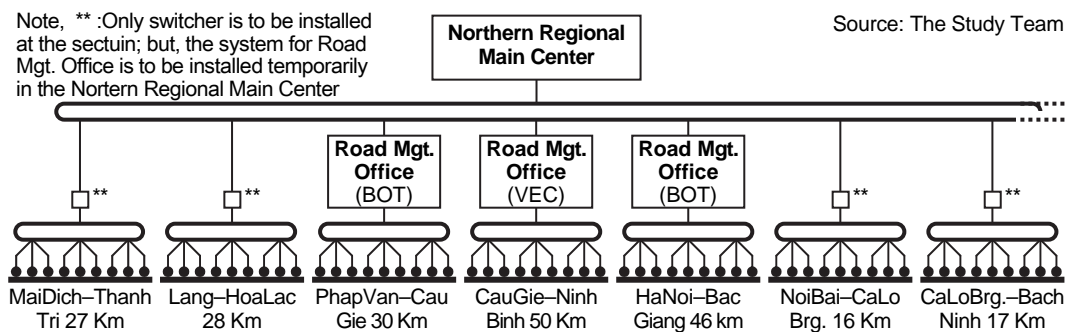 Note, ** :Only switcher is to be installed
at the sectuin; but, the system for Road
Mgt. Office is to be installed temporarily
in the Nortern Regional Main Center
Northern Regional
Main Center
Source: The Study Team
Road Mgt.
Office
(BOT)
Road Mgt.
Office
(VEC)
Road Mgt.
Office
(BOT)
**
**
**
**
MaiDich–Thanh
Tri 27 Km
Lang–HoaLac
28 Km
PhapVan–Cau
Gie 30 Km
CauGie–Ninh
Binh 50 Km
HaNoi–Bac
Giang 46 km
NoiBai–CaLo
Brg. 16 Km
CaLoBrg.–Bach
Ninh 17 Km